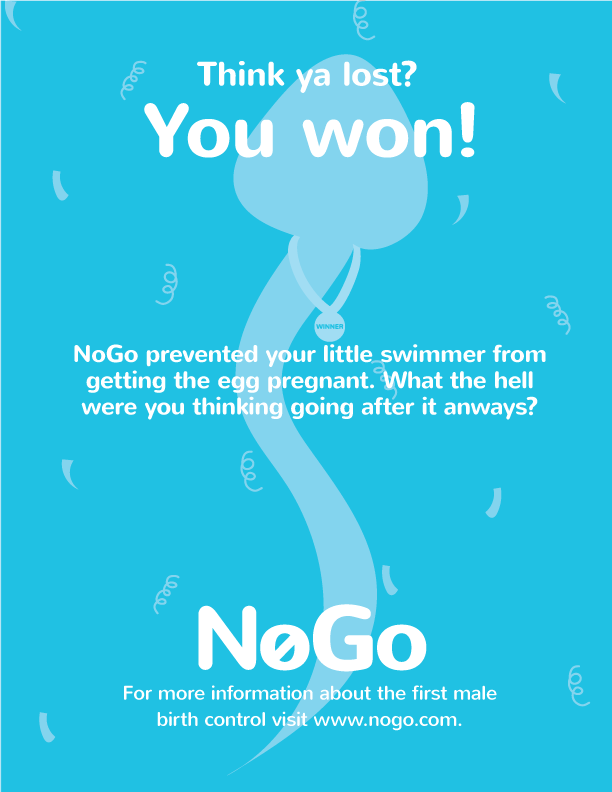 Think ya lost?
You won!
WINNER
NoGo prevented your little swimmer from
getting the egg pregnant. What the hell
were you thinking going after it anways?
NøGo
For more information about the first male
birth control visit www.nogo.com.